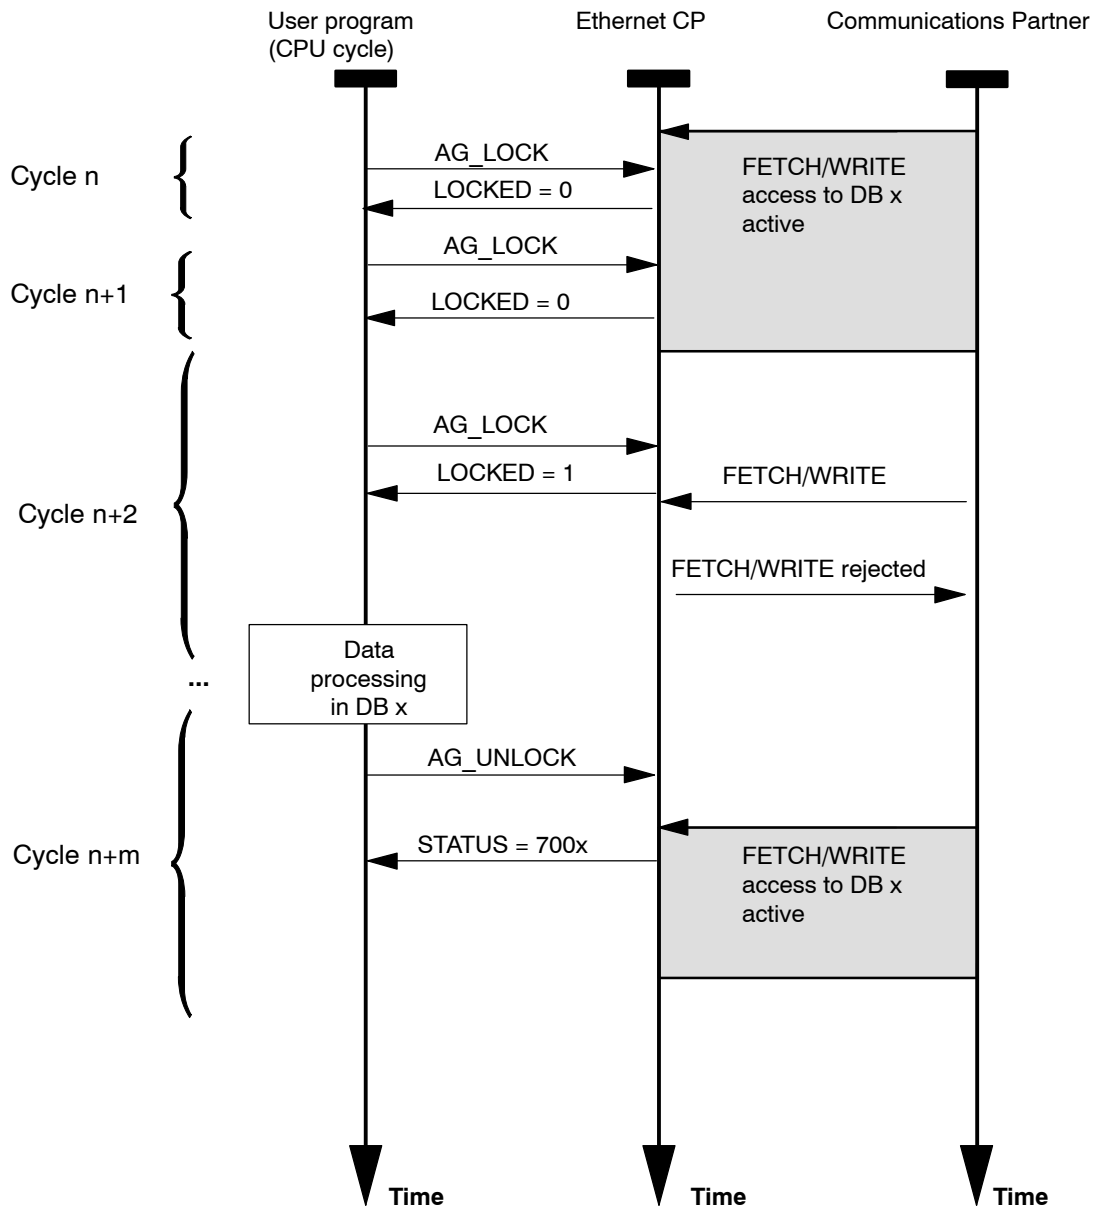 User program
(CPU cycle)
Ethernet CP
Communications Partner
Cycle n
AG_LOCK
LOCKED = 0
FETCH/WRITE
access to DB x
active
Cycle n+1
AG_LOCK
LOCKED = 0
Cycle n+2
AG_LOCK
LOCKED = 1
FETCH/WRITE
FETCH/WRITE rejected
...
Data
processing
in DB x
Cycle n+m
AG_UNLOCK
STATUS = 700x
FETCH/WRITE
access to DB x
active
Time
Time
Time